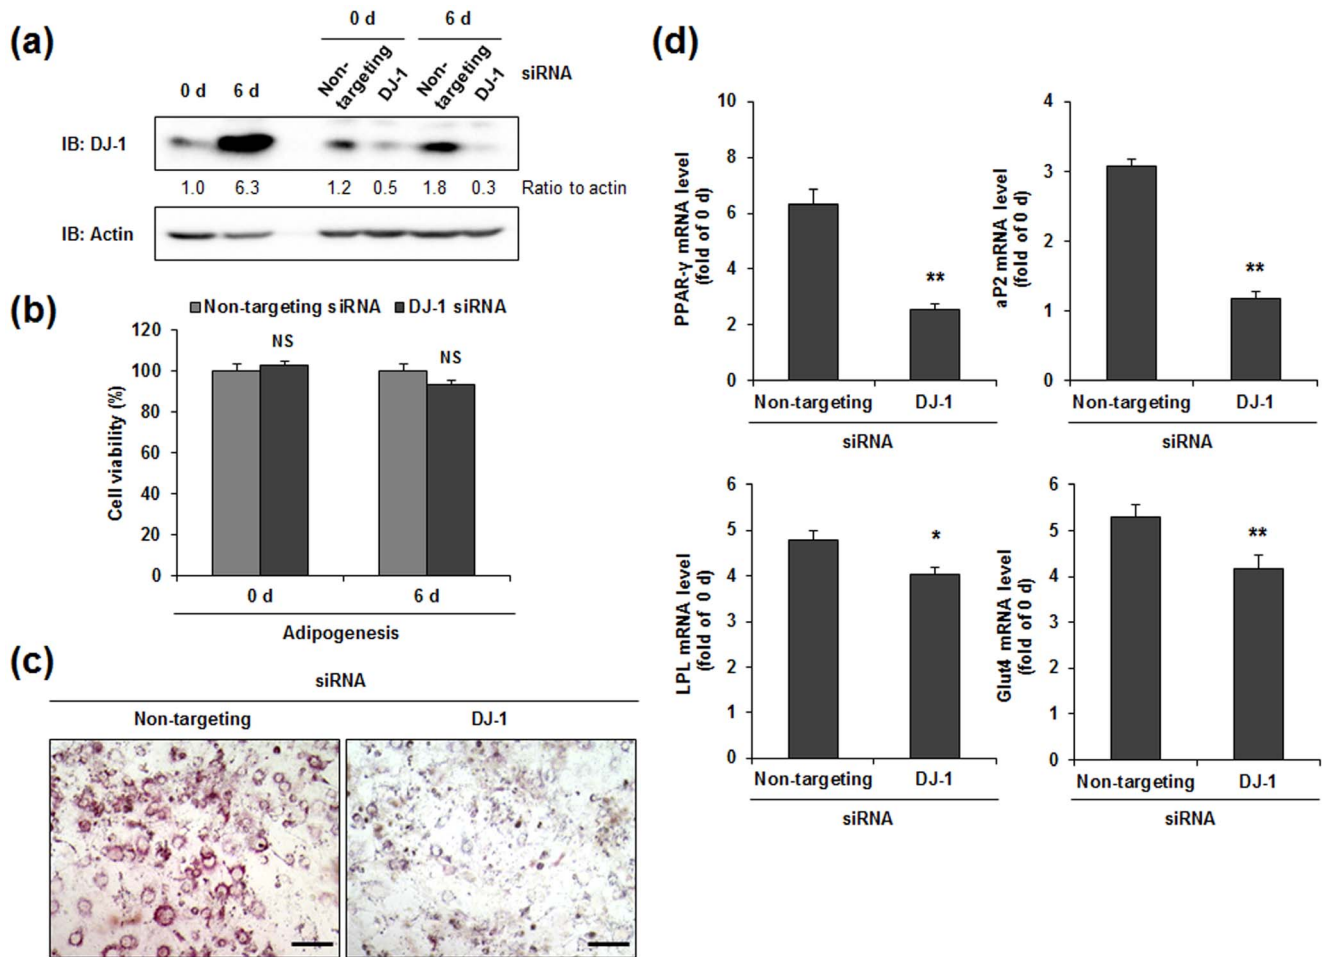 (a)
0 d
6 d
0 d 6 d
Non-targeting
DJ-1
Non-targeting
DJ-1
siRNA
IB: DJ-1
1.0 6.3 1.2 0.5 1.8 0.3 Ratio to actin
IB: Actin
(b)
Non-targeting siRNA DJ-1 siRNA
Cell viability (%)
120
100
80
60
40
20
0
NS
NS
0 d 6 d
Adipogenesis
(c)
siRNA
Non-targeting DJ-1
(d)
PPAR-γ mRNA level
(fold of 0 d)
10
8
6
4
2
0
**
Non-targeting DJ-1
siRNA
aP2 mRNA level
(fold of 0 d)
4
3
2
1
0
**
Non-targeting DJ-1
siRNA
LPL mRNA level
(fold of 0 d)
6
5
4
3
2
1
0
*
Non-targeting DJ-1
siRNA
Glut4 mRNA level
(fold of 0 d)
6
5
4
3
2
1
0
**
Non-targeting DJ-1
siRNA